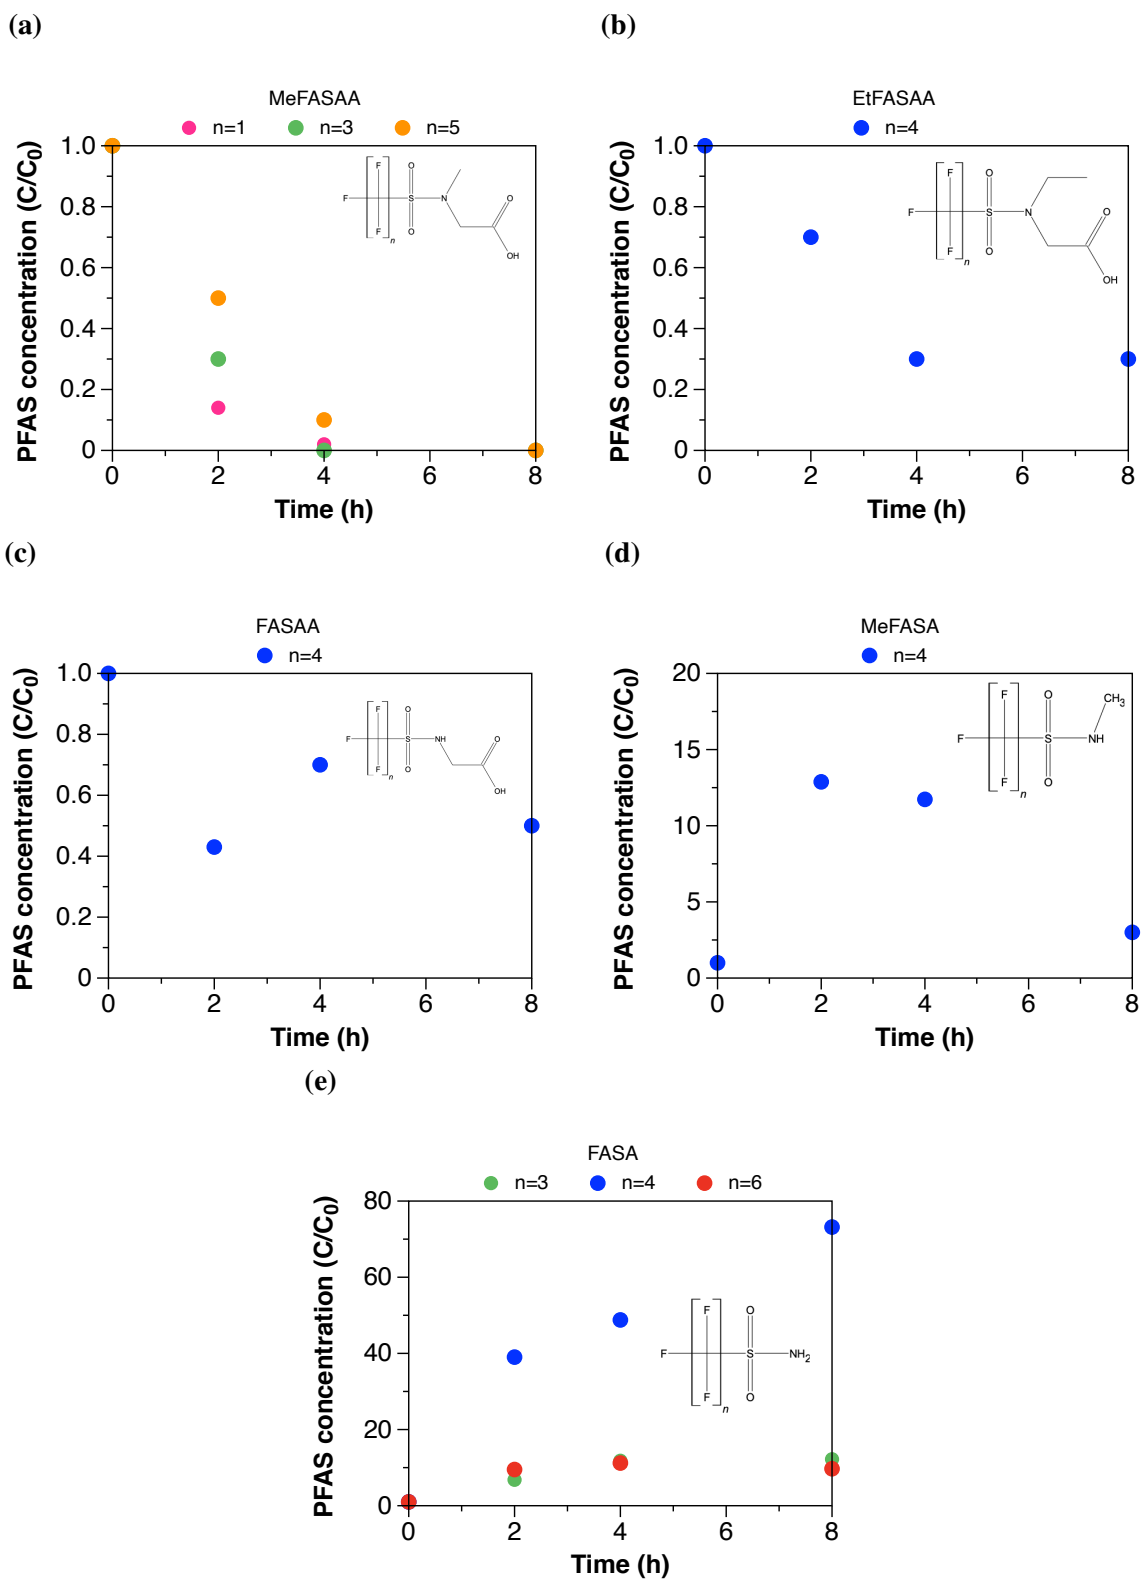 (a)
MeFASAA
n=1 n=3 n=5
PFAS concentration (C/C0)
1.0
0.8
0.6
0.4
0.2
0
0 2 4 6 8
Time (h)
F F F n S O O N O OH
(b)
EtFASAA
n=4
PFAS concentration (C/C0)
1.0
0.8
0.6
0.4
0.2
0
0 2 4 6 8
Time (h)
F F F n S O O N O OH
(c)
FASAA
n=4
PFAS concentration (C/C0)
1.0
0.8
0.6
0.4
0.2
0
0 2 4 6 8
Time (h)
F F F n S O O NH O OH
(d)
MeFASA
n=4
PFAS concentration (C/C0)
20
15
10
5
0
0 2 4 6 8
Time (h)
F F F n S O O NH CH3
(e)
FASA
n=3 n=4 n=6
PFAS concentration (C/C0)
80
60
40
20
0
0 2 4 6 8
Time (h)
F F F n S O O NH2